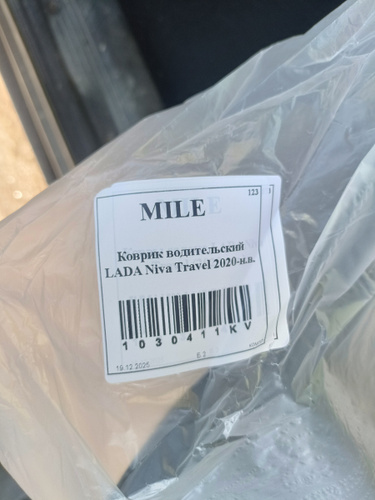 123
MILE
Коврик водительский
LADA Niva Travel 2020-н.в.
1030411KV
19.12.2025